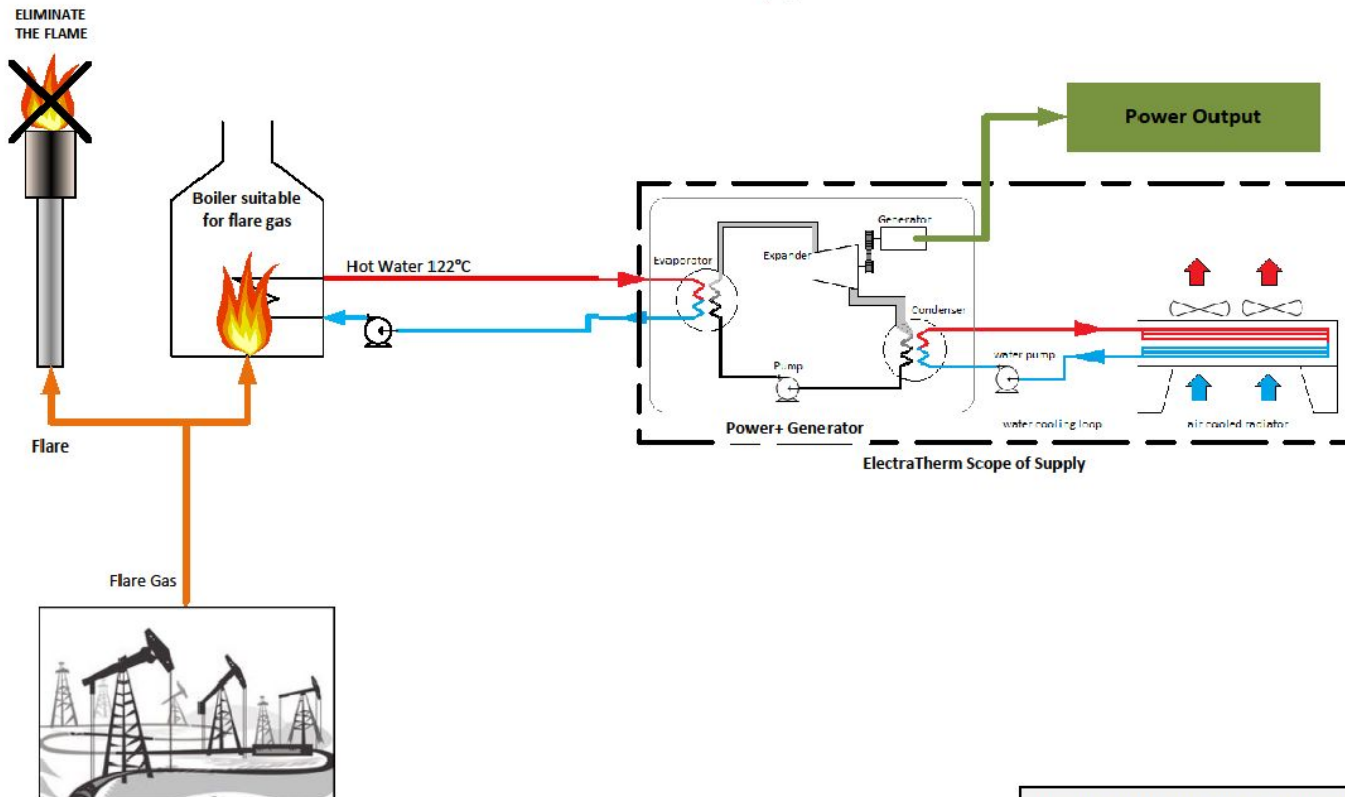 ELIMINATE
THE FLAME
Power Output
Boiler suitable
for flare gas
Generator
Hot Water 122°C
Evaporator
Expander
Condenser
Pump
water pump
Power+ Generator
water cooling loop
air cooled radiator
Flare
ElectraTherm Scope of Supply
Flare Gas